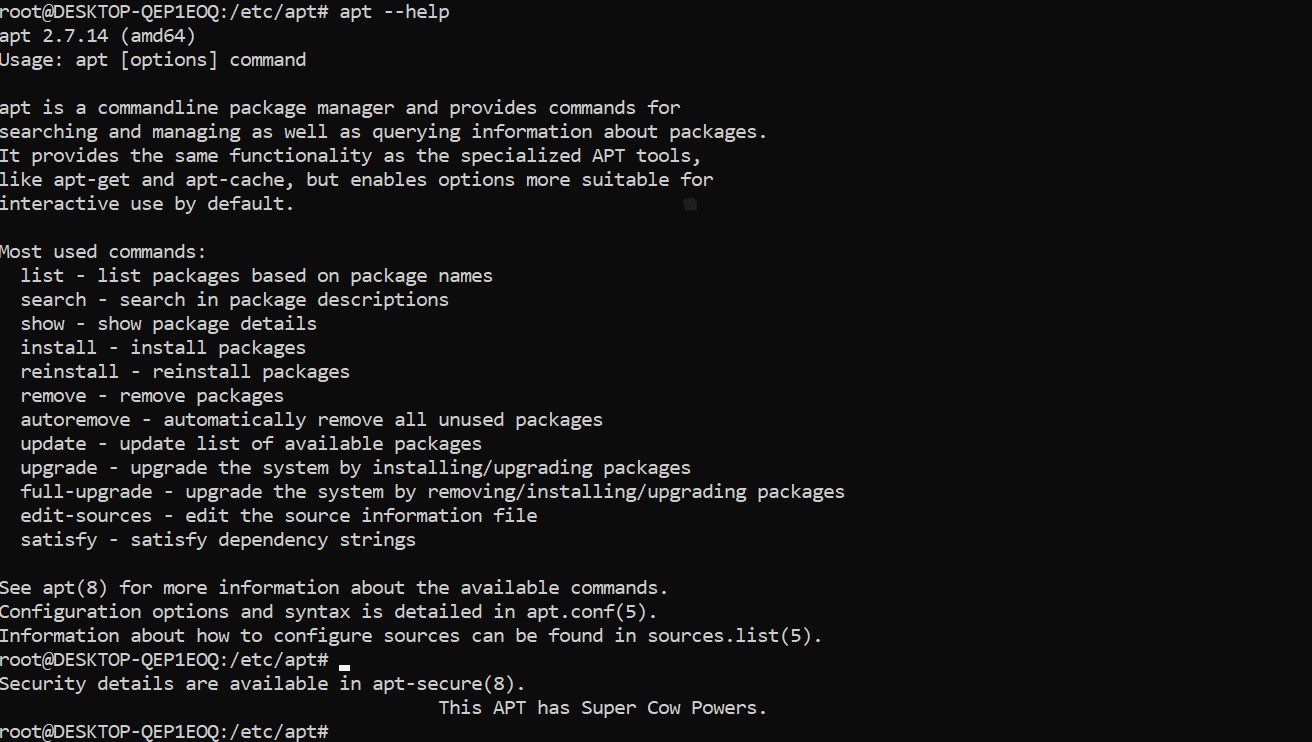 root@DESKTOP-QEP1EOQ:/etc/apt# apt --help
apt 2.7.14 (amd64)
Usage: apt [options] command
apt is a commandline package manager and provides commands for
searching and managing as well as querying information about packages.
It provides the same functionality as the specialized APT tools,
like apt-get and apt-cache, but enables options more suitable for
interactive use by default.
Most used commands:
list - list packages based on package names
search - search in package descriptions
show - show package details
install - install packages
reinstall - reinstall packages
remove - remove packages
autoremove - automatically remove all unused packages
update - update list of available packages
upgrade - upgrade the system by installing/upgrading packages
full-upgrade - upgrade the system by removing/installing/upgrading packages
edit-sources - edit the source information file
satisfy - satisfy dependency strings
See apt(8) for more information about the available commands.
Configuration options and syntax is detailed in apt.conf(5).
Information about how to configure sources can be found in sources.list(5).
root@DESKTOP-QEP1EOQ:/etc/apt#
Security details are available in apt-secure(8).
This APT has Super Cow Powers.
root@DESKTOP-QEP1EOQ:/etc/apt#